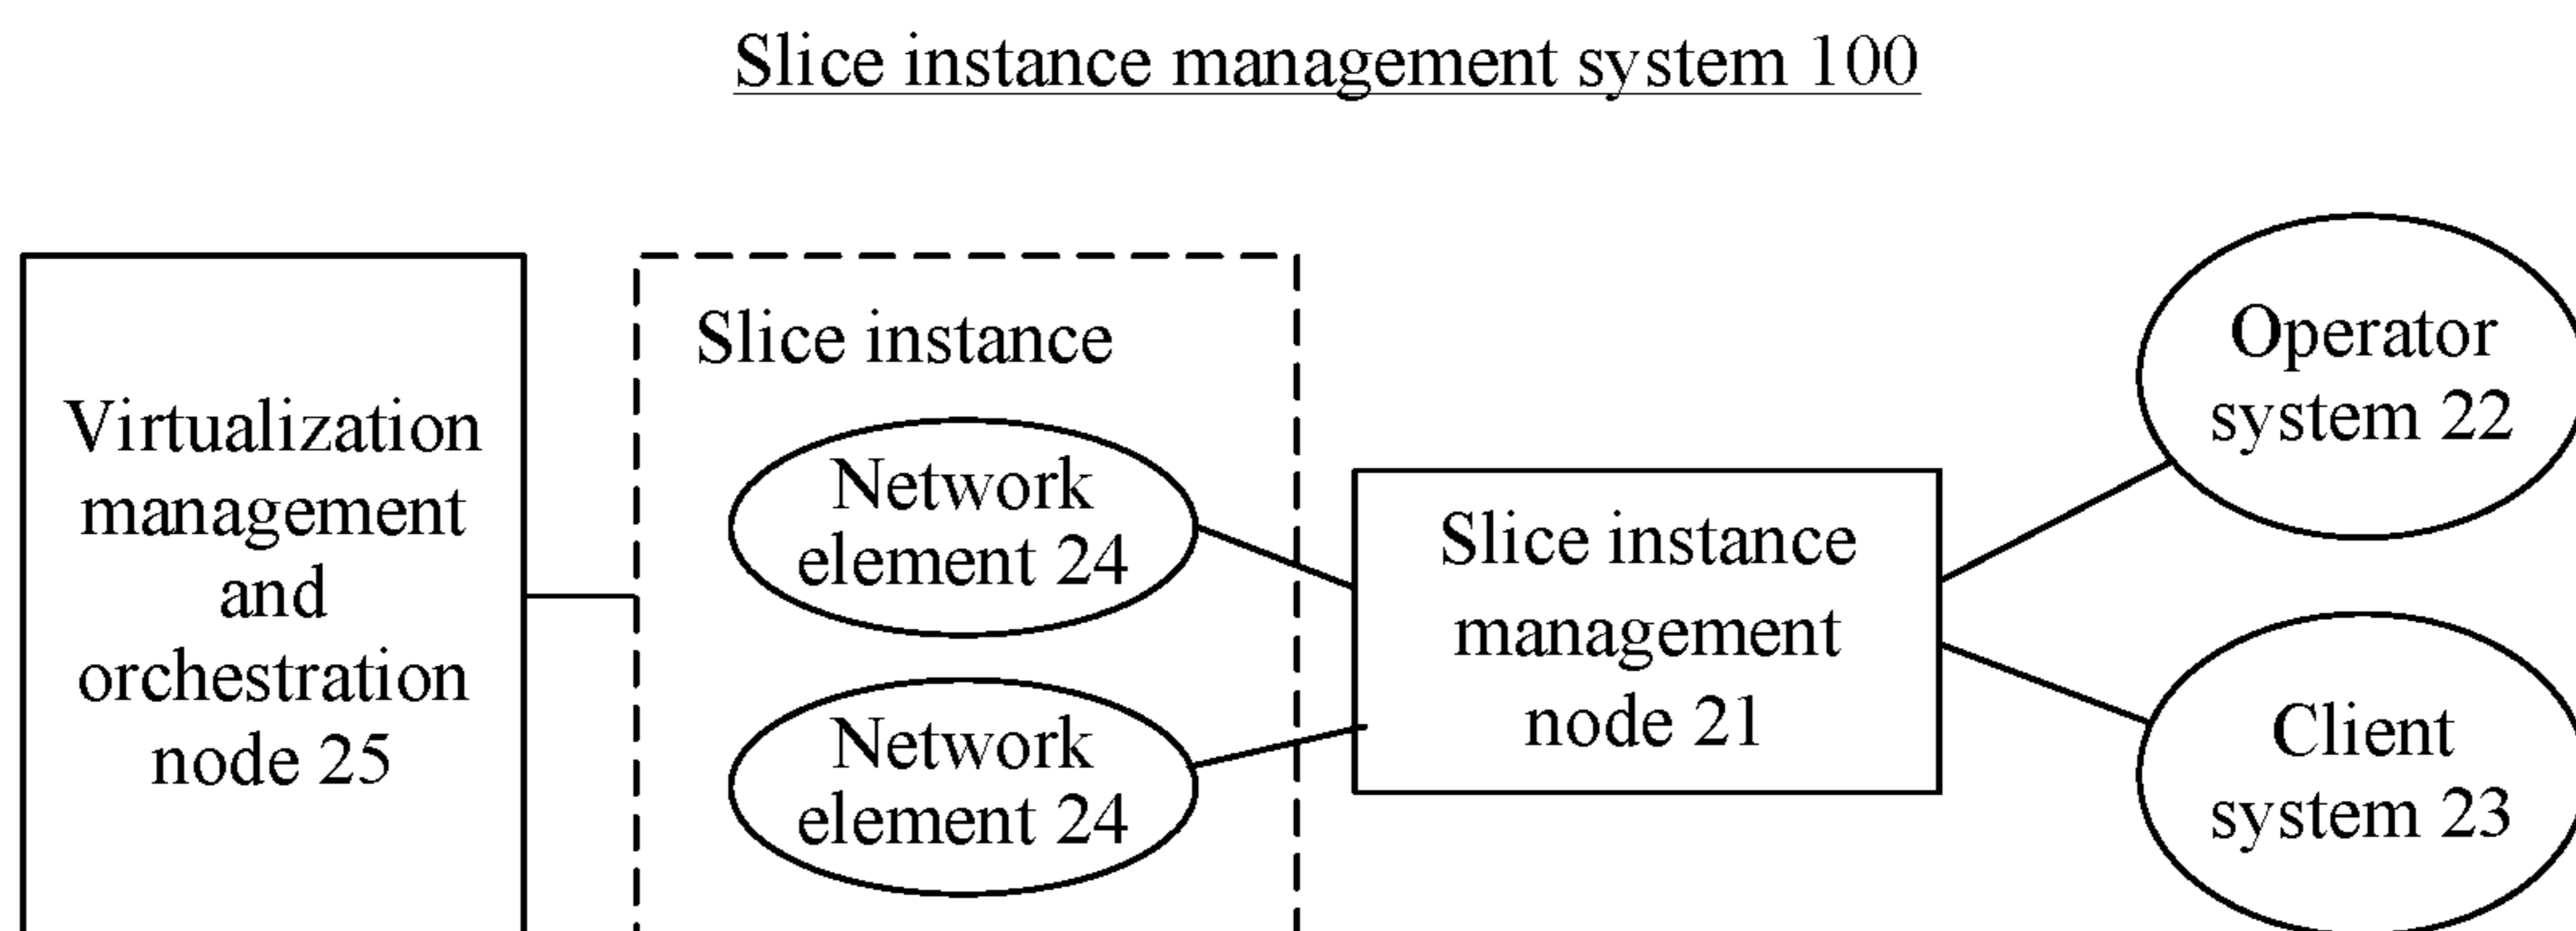 Slice instance management system 100
Virtualization
management
and
orchestration
node 25
Slice instance
Network
element 24
Network
element 24
Slice instance
management
node 21
Operator
system 22
Client
system 23